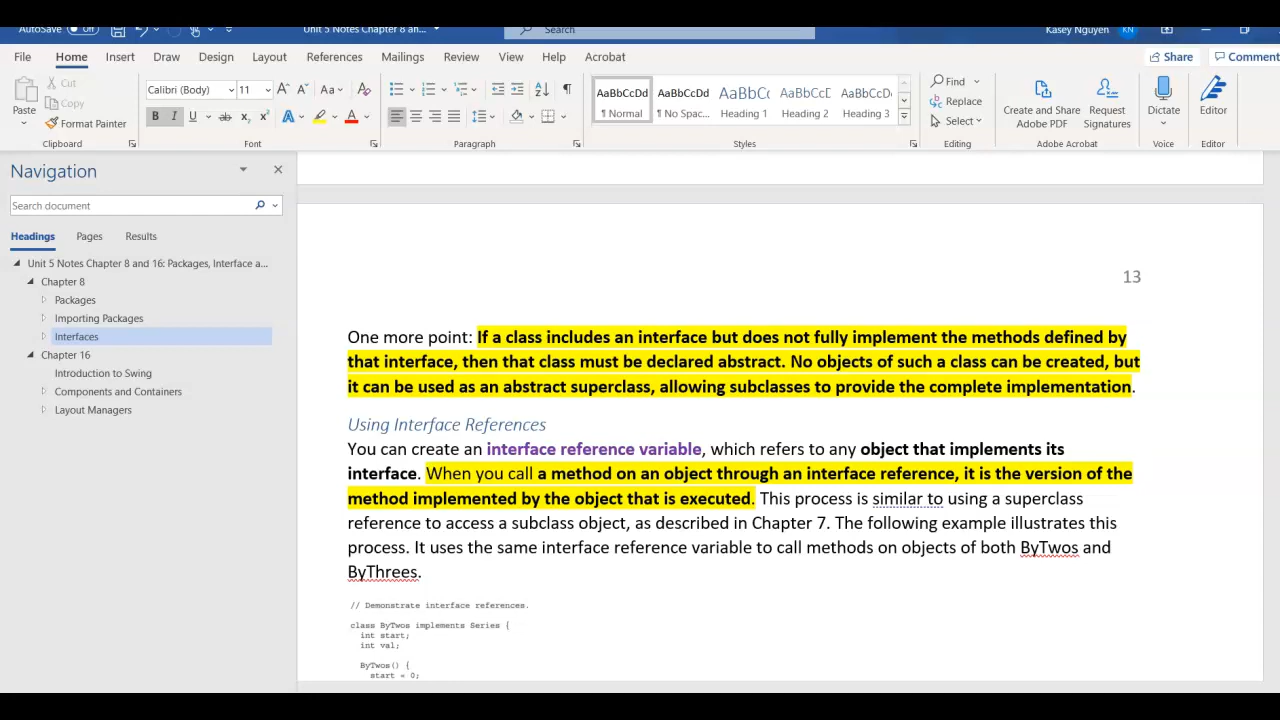 AutoSave Off Unit 5 Notes Chapter 8 an... Search Kasey Nguyen KN
File Home Insert Draw Design Layout References Mailings Review View Help Acrobat Share Comment
Paste Cut Copy Format Painter
Calibri (Body) 11 A A Aa A
B I U ab x₂ x² A A
AaBbCcDd AaBbCcDd AaBbCc AaBbCcD AaBbCcDı
¶ Normal ¶ No Spac... Heading 1 Heading 2 Heading 3
Find Replace Select
Create and Share Adobe PDF Request Signatures Dictate Editor
Clipboard Font Paragraph Styles Editing Adobe Acrobat Voice Editor
Navigation
Search document
Headings Pages Results
Unit 5 Notes Chapter 8 and 16: Packages, Interface a...
Chapter 8
Packages
Importing Packages
Interfaces
Chapter 16
Introduction to Swing
Components and Containers
Layout Managers
13
One more point: If a class includes an interface but does not fully implement the methods defined by
that interface, then that class must be declared abstract. No objects of such a class can be created, but
it can be used as an abstract superclass, allowing subclasses to provide the complete implementation.
Using Interface References
You can create an interface reference variable, which refers to any object that implements its
interface. When you call a method on an object through an interface reference, it is the version of the
method implemented by the object that is executed. This process is similar to using a superclass
reference to access a subclass object, as described in Chapter 7. The following example illustrates this
process. It uses the same interface reference variable to call methods on objects of both ByTwos and
ByThrees.
// Demonstrate interface references.
class ByTwos implements Series {
int start;
int val;
ByTwos() {
start = 0;